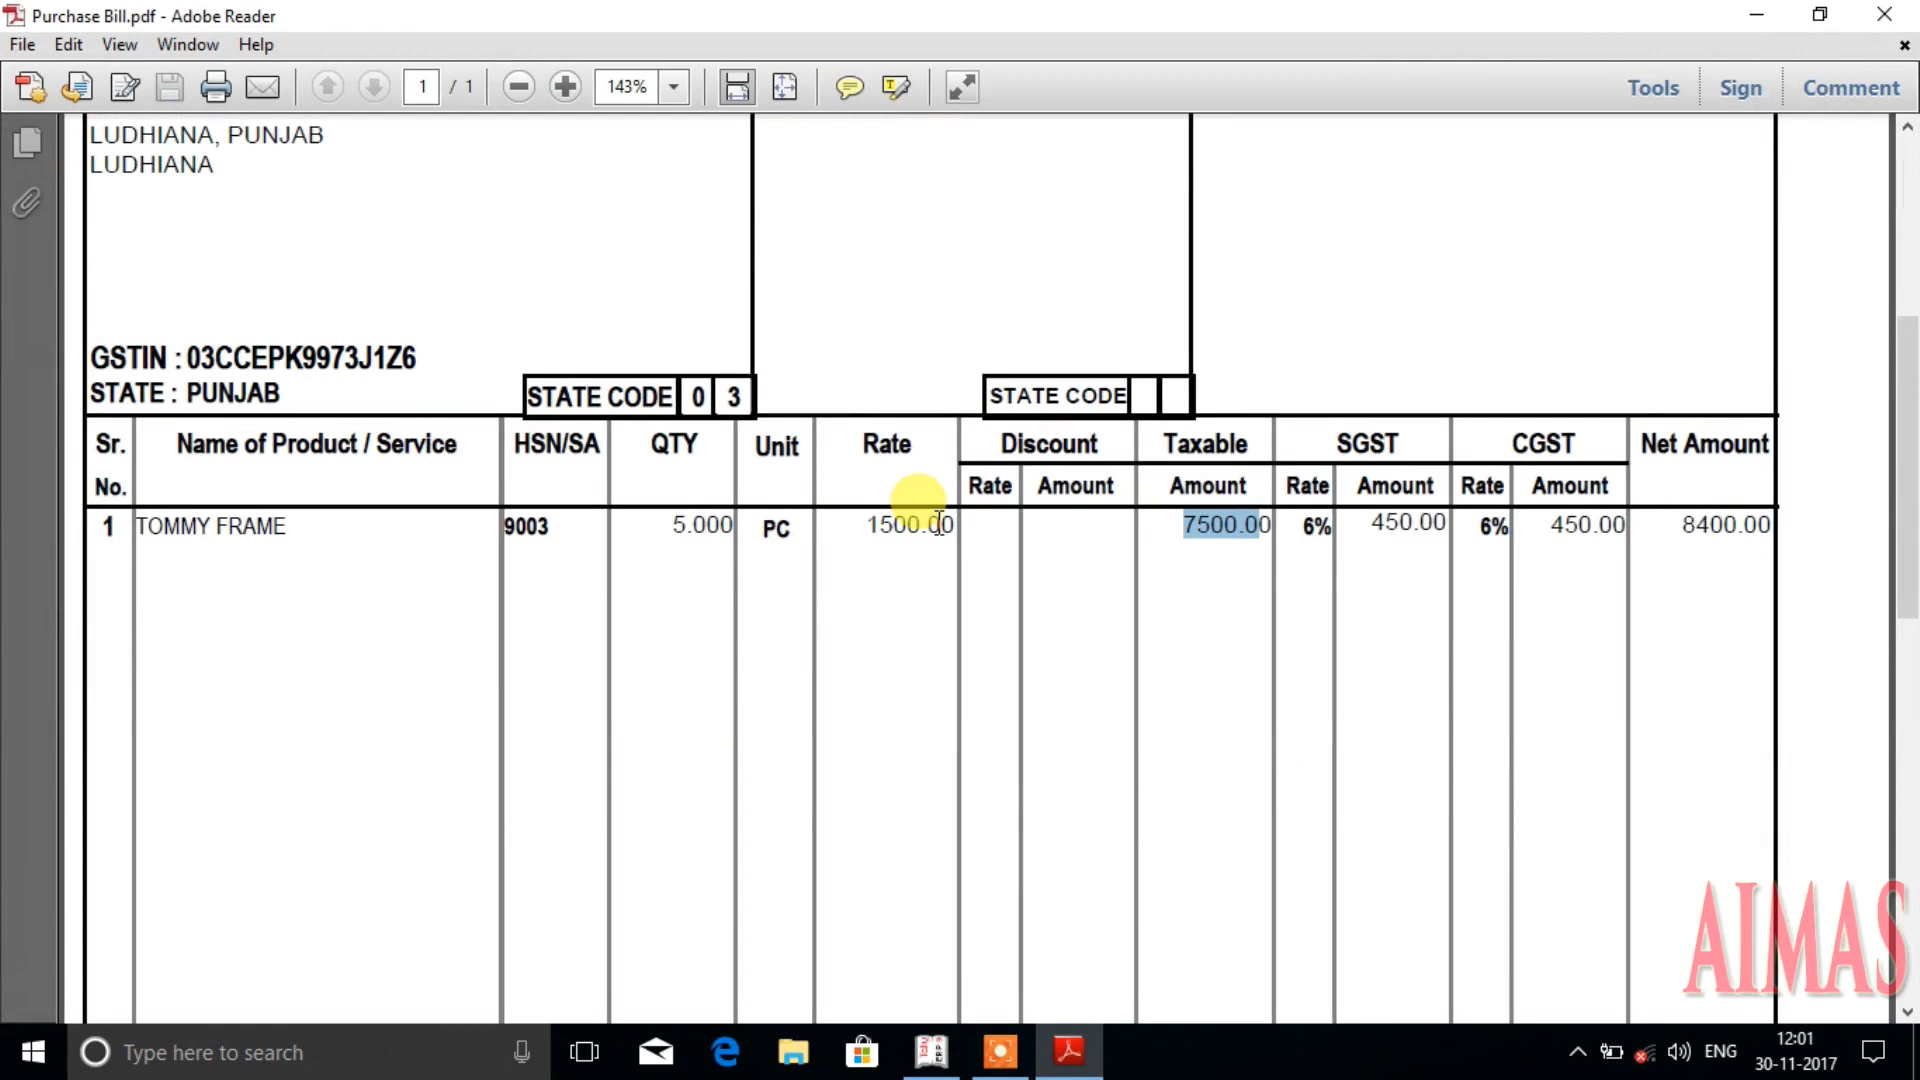 Purchase Bill.pdf - Adobe Reader
File Edit View Window Help
1 / 1 143% Tools Sign Comment
LUDHIANA, PUNJAB
LUDHIANA
GSTIN : 03CCEPK9973J1Z6
STATE : PUNJAB STATE CODE 0 3 STATE CODE
Sr. Name of Product / Service HSN/SA QTY Unit Rate Discount Taxable SGST CGST Net Amount
No. Rate Amount Amount Rate Amount Rate Amount
1 TOMMY FRAME 9003 5.000 PC 1500.00 7500.00 6% 450.00 6% 450.00 8400.00
AIMAS
Type here to search ENG 12:01
30-11-2017